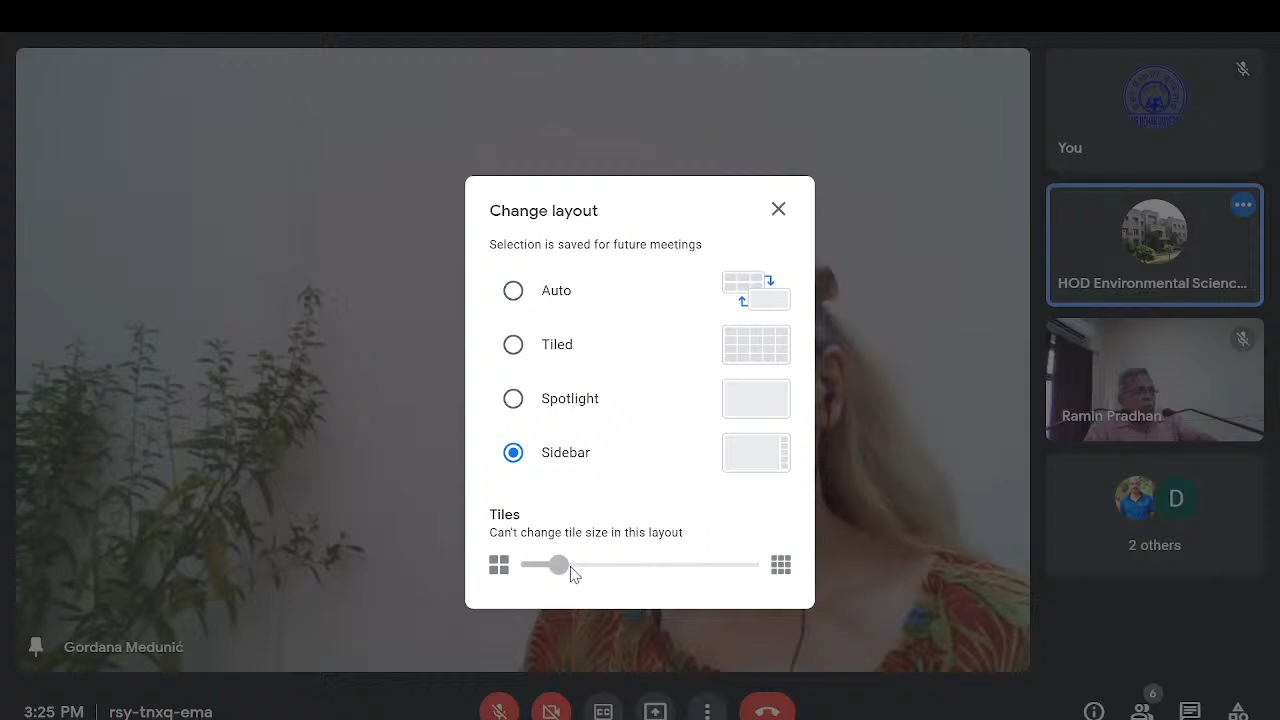 You
Change layout
Selection is saved for future meetings
Auto
HOD Environmental Scienc...
Tiled
Spotlight
Ramin Pradhan
Sidebar
D
Tiles
Can't change tile size in this layout
2 others
Gordana Medunić
6
3:25 PM | rsy-tnxq-ema
CC